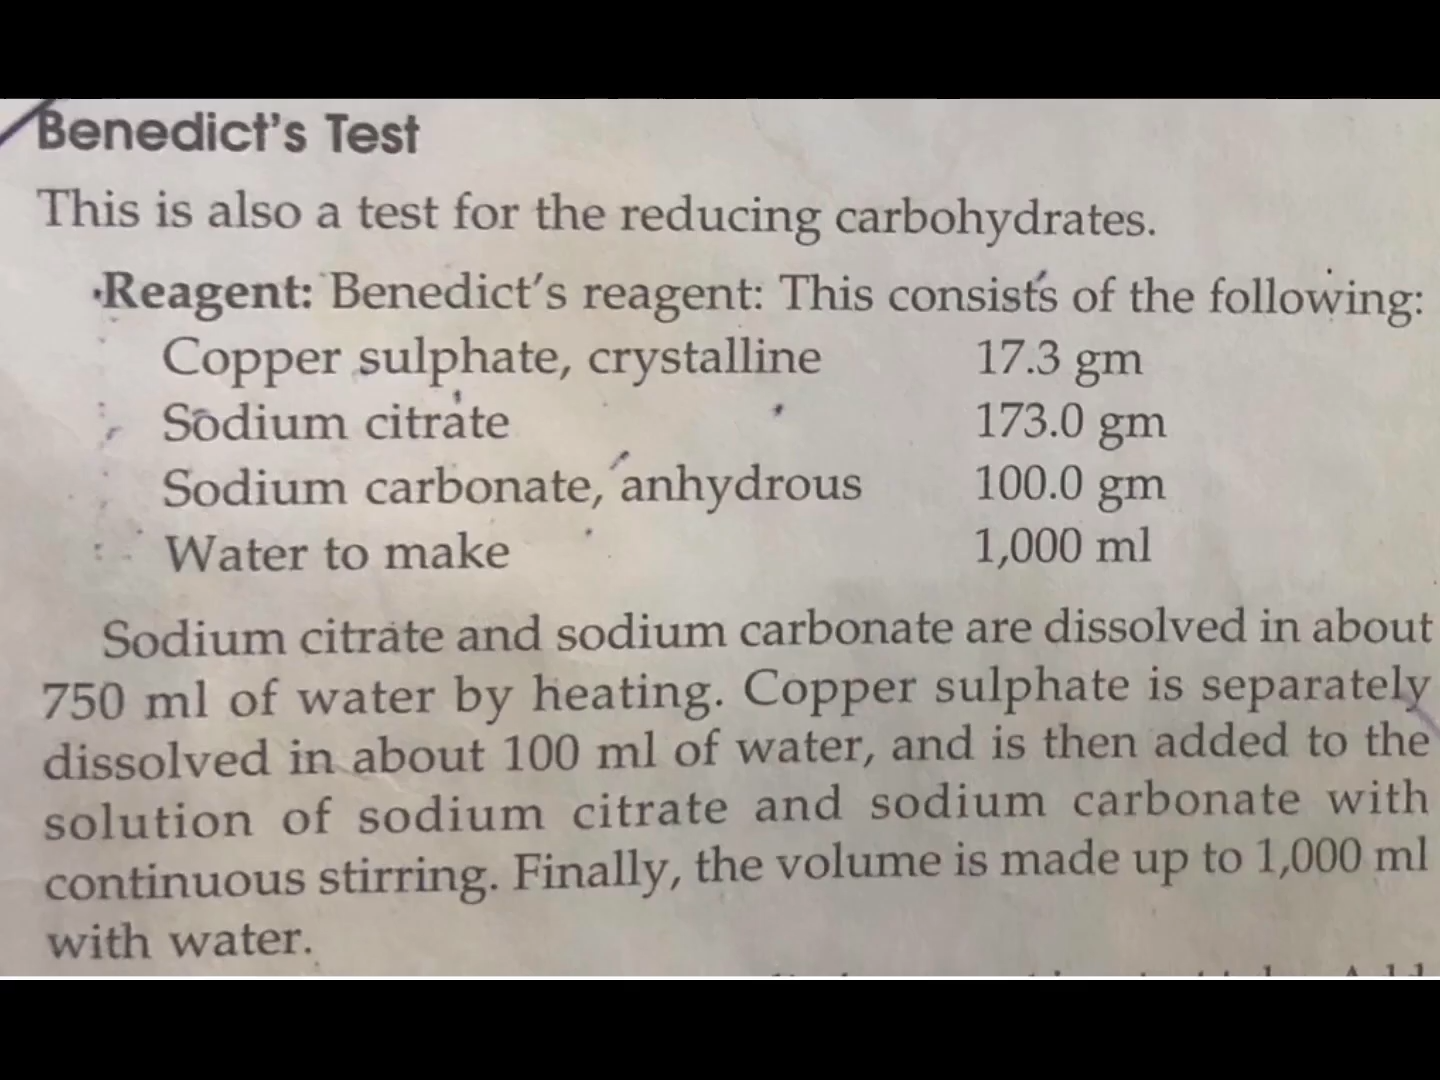 Benedict's Test
This is also a test for the reducing carbohydrates.
Reagent: Benedict's reagent: This consists of the following:
Copper sulphate, crystalline 17.3 gm
Sodium citrate 173.0 gm
Sodium carbonate, anhydrous 100.0 gm
Water to make 1,000 ml
Sodium citrate and sodium carbonate are dissolved in about
750 ml of water by heating. Copper sulphate is separately
dissolved in about 100 ml of water, and is then added to the
solution of sodium citrate and sodium carbonate with
continuous stirring. Finally, the volume is made up to 1,000 ml
with water.